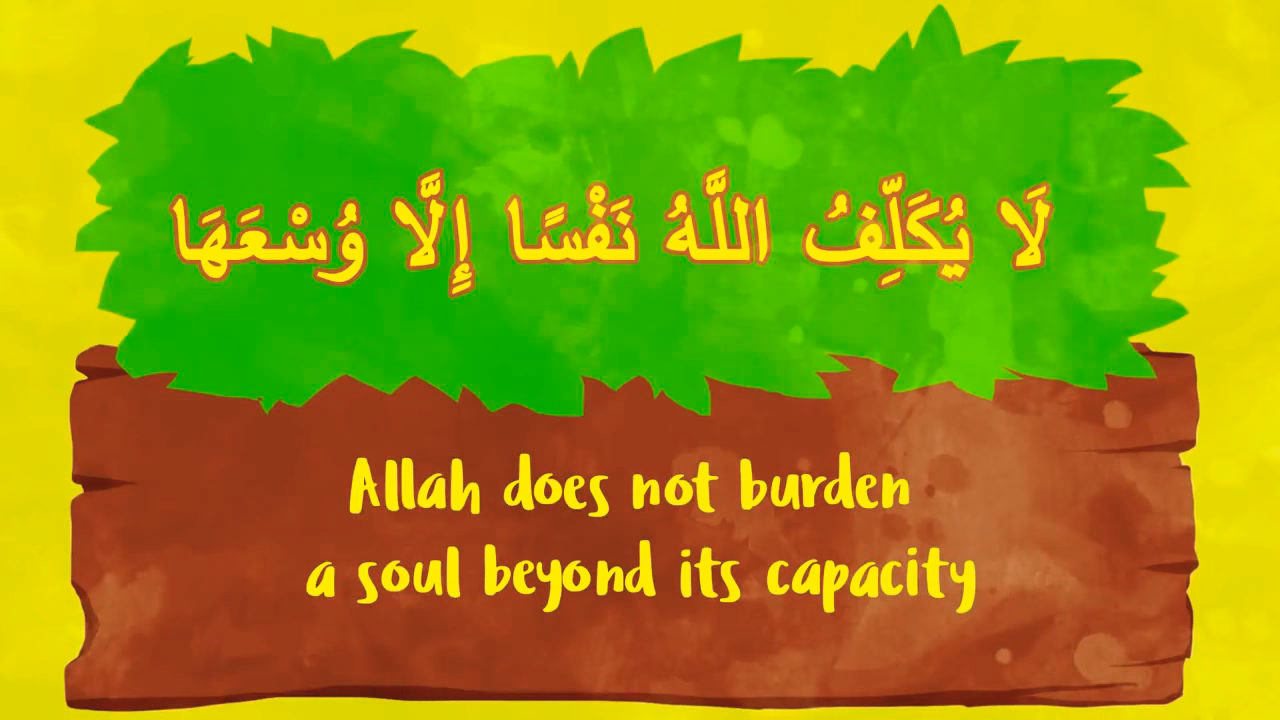 لَا يُكَلِّفُ اللَّهُ نَفْسًا إِلَّا وُسْعَهَا
Allah does not burden
a soul beyond its capacity